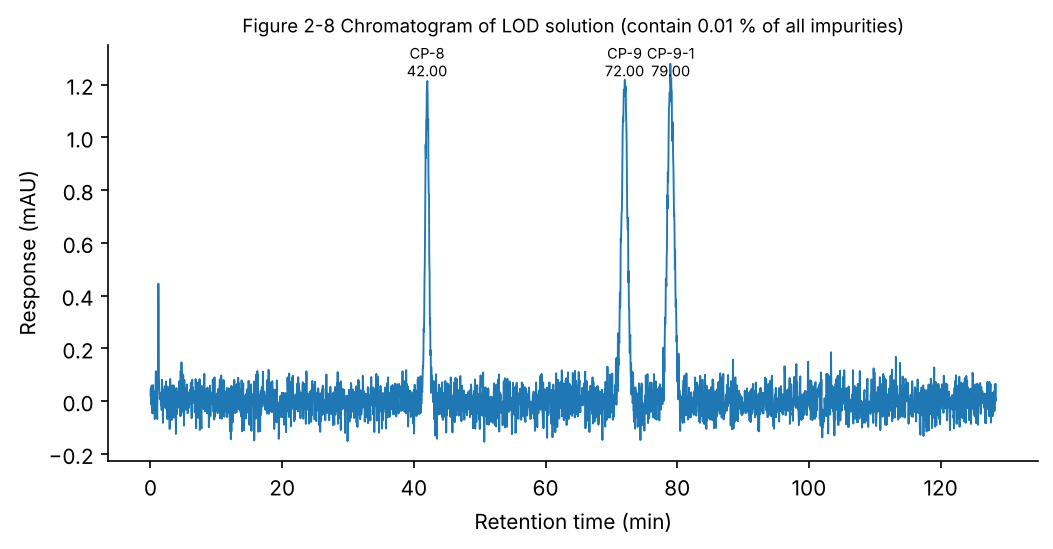 Figure 2-8 Chromatogram of LOD solution (contain 0.01 % of all impurities)
CP-8
42.00
CP-9
72.00
CP-9-1
79.00
Response (mAU)
1.2
1.0
0.8
0.6
0.4
0.2
0.0
−0.2
0 20 40 60 80 100 120
Retention time (min)